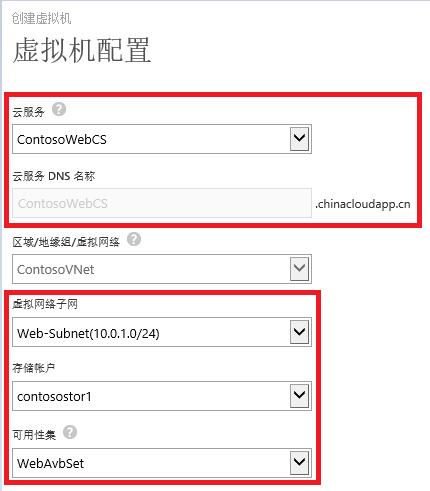 创建虚拟机
虚拟机配置
云服务 ?
ContosoWebCS
云服务 DNS 名称
ContosoWebCS .chinacloudapp.cn
区域/地缘组/虚拟网络 ?
ContosoVNet
虚拟网络子网
Web-Subnet(10.0.1.0/24)
存储帐户
contosostor1
可用性集 ?
WebAvbSet